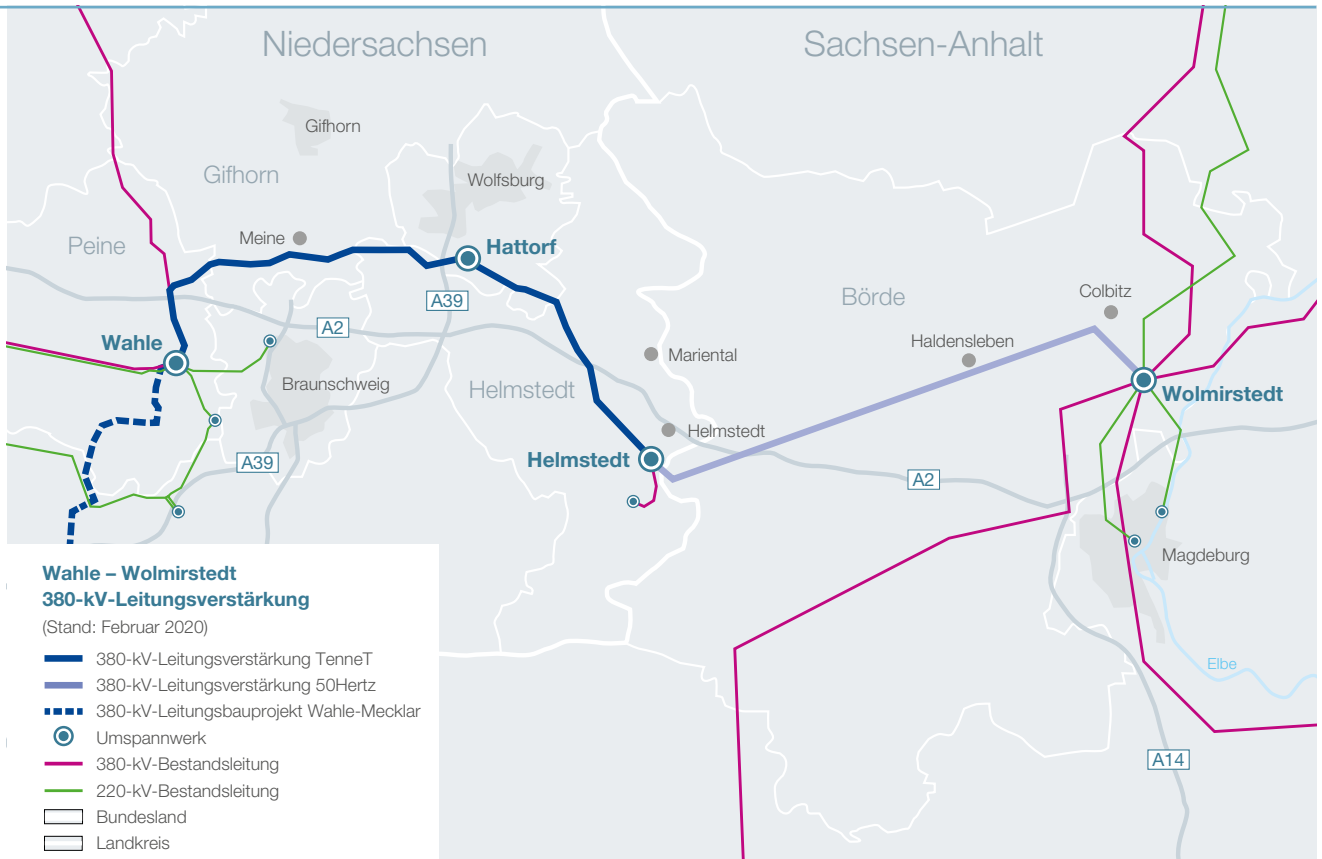 Niedersachsen
Sachsen-Anhalt
Gifhorn
Gifhorn
Wolfsburg
Peine
Meine
Hattorf
Börde
Colbitz
A39
A2
Wahle
Haldensleben
Mariental
Braunschweig
Helmstedt
Wolmirstedt
Helmstedt
Helmstedt
A39
A2
Magdeburg
Wahle – Wolmirstedt
380-kV-Leitungsverstärkung
(Stand: Februar 2020)
380-kV-Leitungsverstärkung TenneT
380-kV-Leitungsverstärkung 50Hertz
380-kV-Leitungsbauprojekt Wahle-Mecklar
Umspannwerk
380-kV-Bestandsleitung
220-kV-Bestandsleitung
Bundesland
Landkreis
Elbe
A14